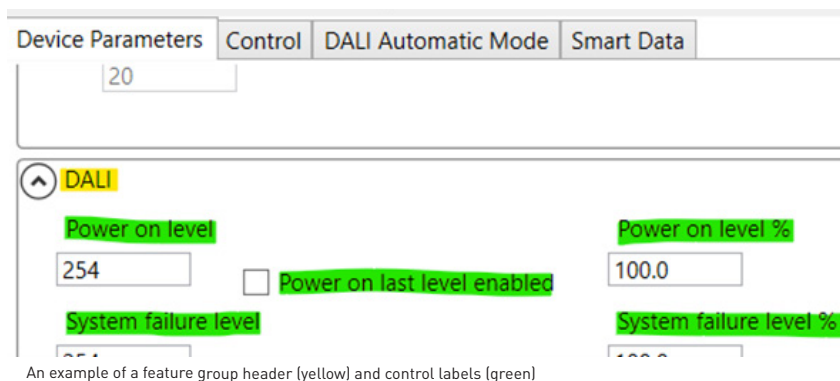 Device Parameters Control DALI Automatic Mode Smart Data
20
DALI
Power on level Power on level %
254 Power on last level enabled 100.0
System failure level System failure level %
An example of a feature group header (yellow) and control labels (green)